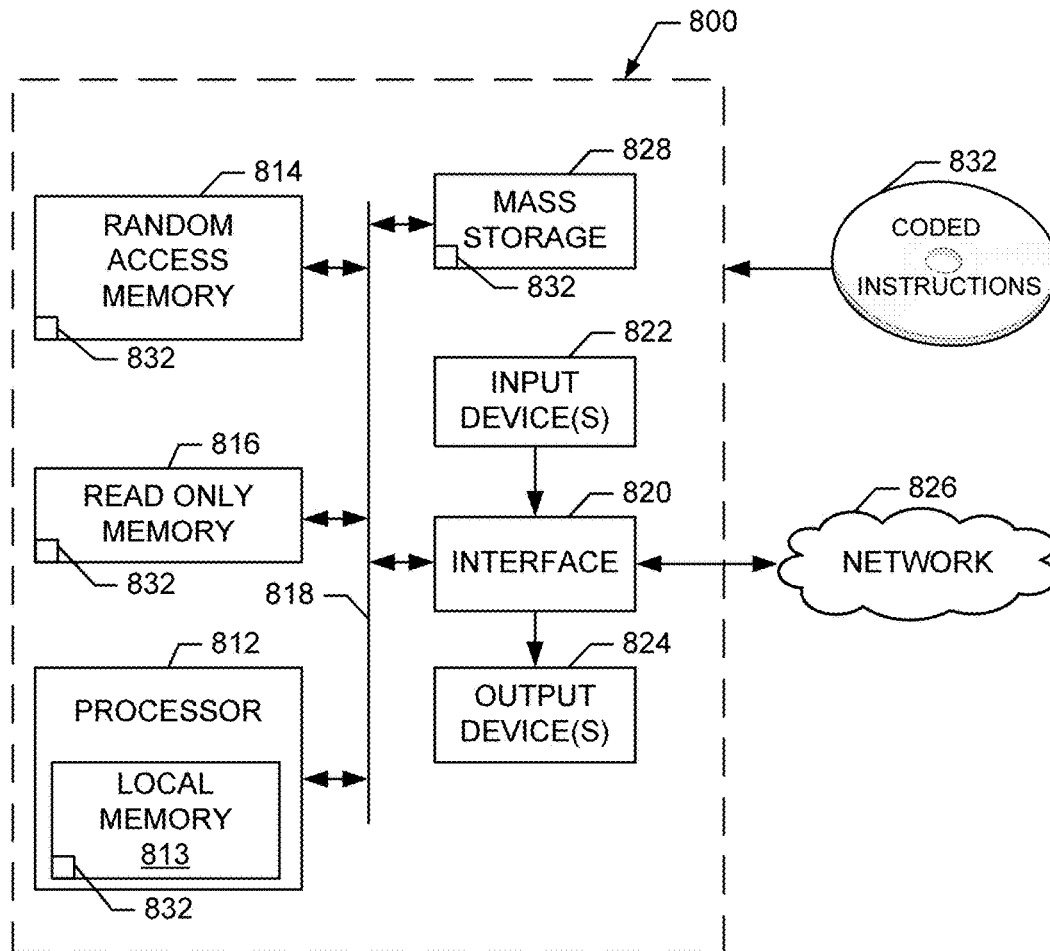 800
814
RANDOM
ACCESS
MEMORY
832
828
MASS
STORAGE
832
832
CODED
INSTRUCTIONS
822
INPUT
DEVICE(S)
816
READ ONLY
MEMORY
832
820
INTERFACE
826
NETWORK
818
812
PROCESSOR
LOCAL
MEMORY
813
832
824
OUTPUT
DEVICE(S)